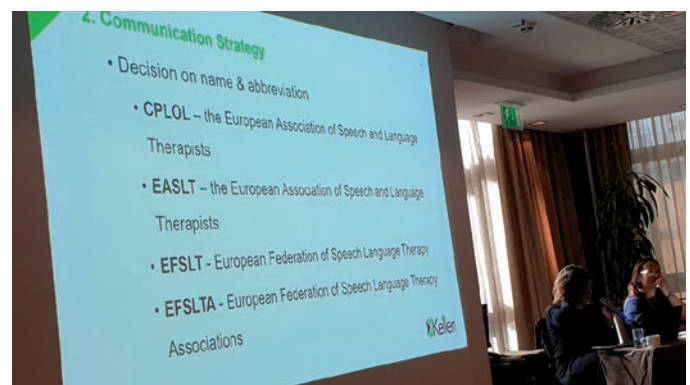 2. Communication Strategy
• Decision on name & abbreviation
• CPLOL – the European Association of Speech and Language
Therapists
• EASLT – the European Association of Speech and Language
Therapists
• EFSLT - European Federation of Speech Language Therapy
• EFSLTA - European Federation of Speech Language Therapy
Associations
Kellen